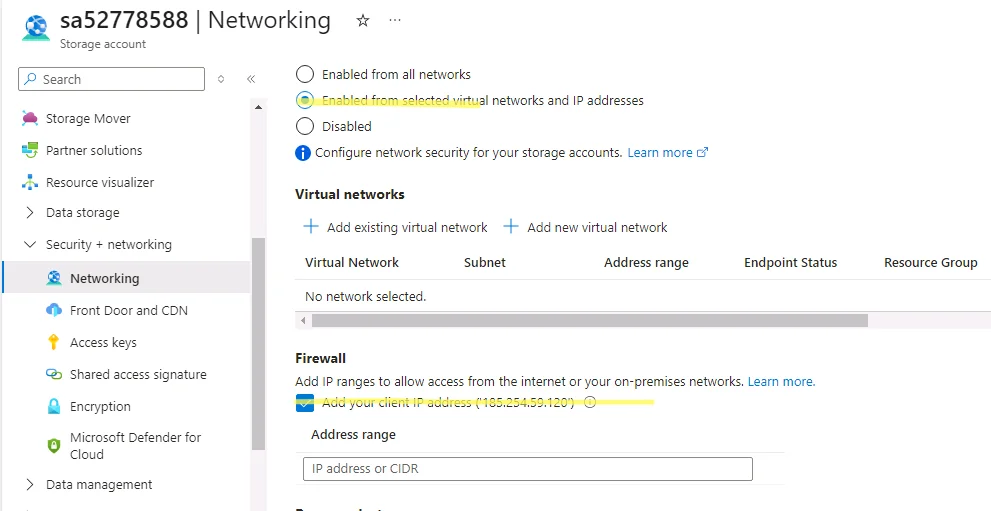 sa52778588 | Networking
Storage account
Search
Storage Mover
Partner solutions
Resource visualizer
Data storage
Security + networking
Networking
Front Door and CDN
Access keys
Shared access signature
Encryption
Microsoft Defender for
Cloud
Data management
Enabled from all networks
Enabled from selected virtual networks and IP addresses
Disabled
Configure network security for your storage accounts. Learn more
Virtual networks
Add existing virtual network Add new virtual network
Virtual Network Subnet Address range Endpoint Status Resource Group
No network selected.
Firewall
Add IP ranges to allow access from the internet or your on-premises networks. Learn more.
Add your client IP address ('185.254.59.120')
Address range
IP address or CIDR